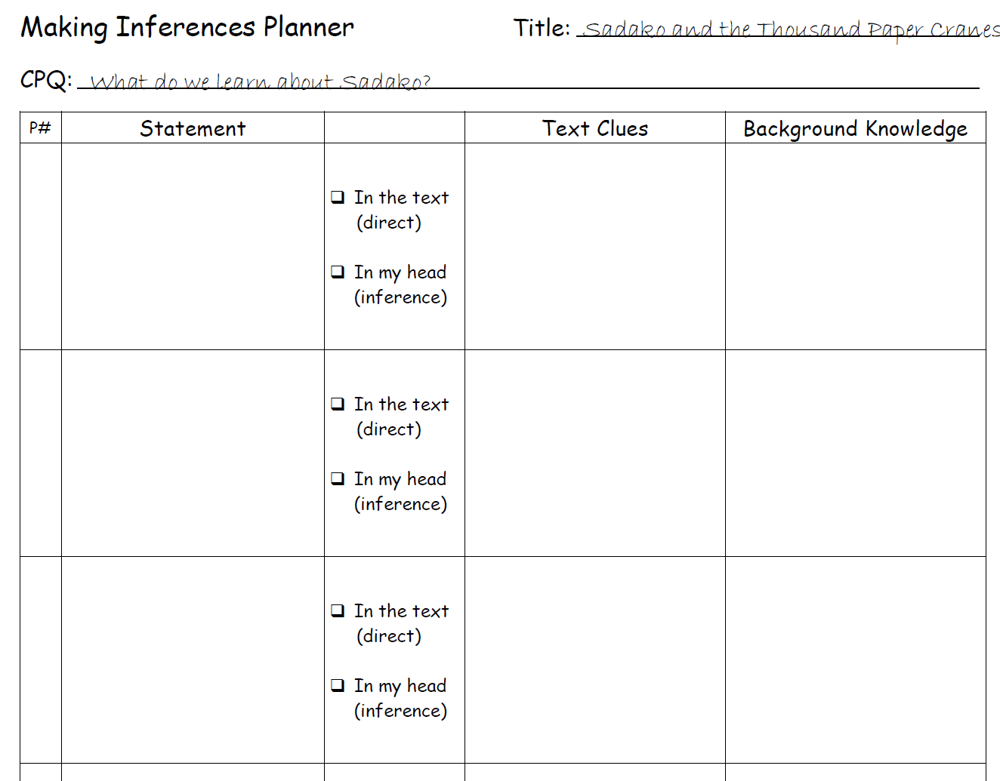 Making Inferences Planner Title: Sadako and the Thousand Paper Cranes
CPQ: What do we learn about Sadako?
P# Statement Text Clues Background Knowledge
❑ In the text
(direct)
❑ In my head
(inference)
❑ In the text
(direct)
❑ In my head
(inference)
❑ In the text
(direct)
❑ In my head
(inference)